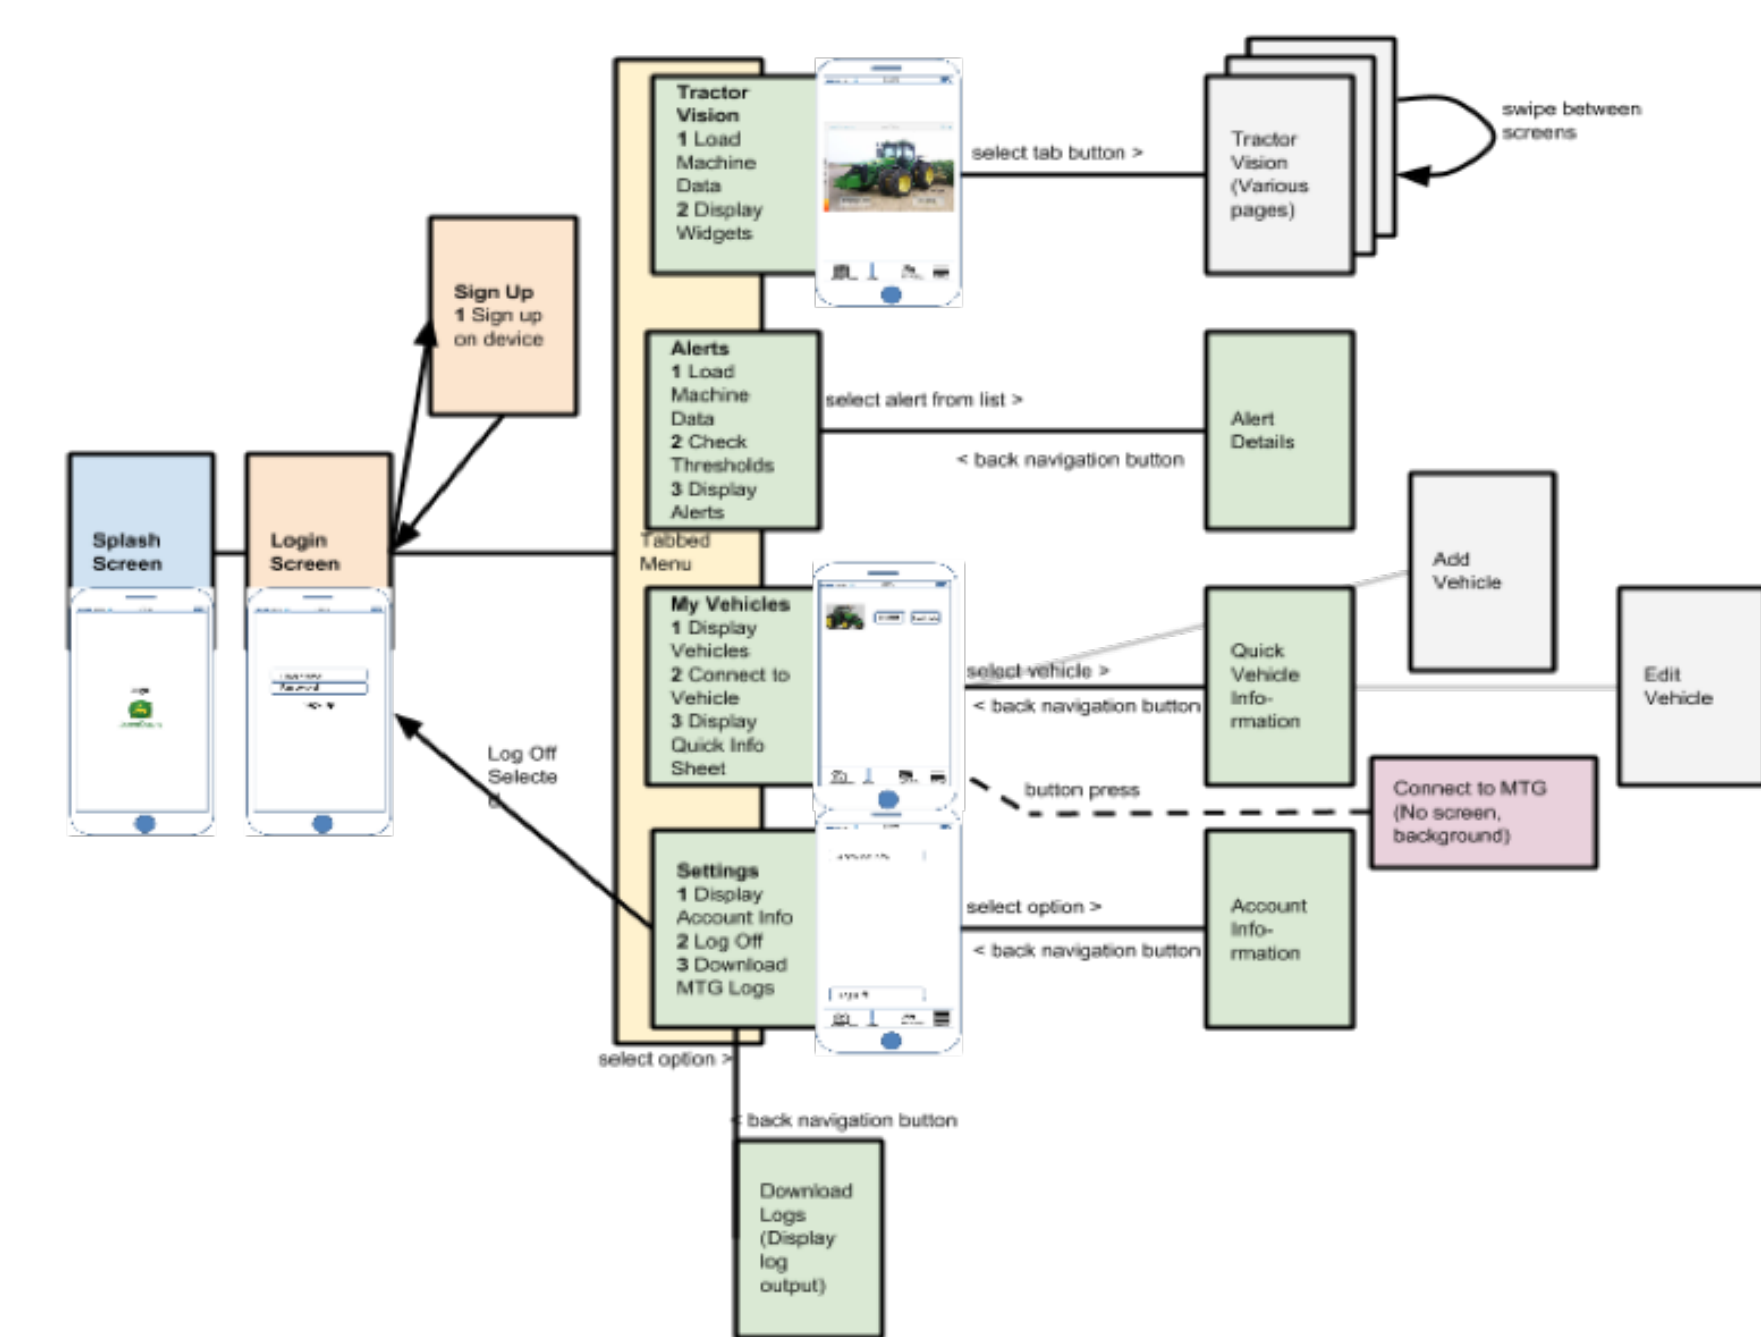 Tractor
Vision
1 Load
Machine
Data
2 Display
Widgets
select tab button >
Tractor
Vision
(Various
pages)
swipe between
screens
Sign Up
1 Sign up
on device
Alerts
1 Load
Machine
Data
2 Check
Thresholds
3 Display
Alerts
select alert from list >
< back navigation button
Alert
Details
Splash
Screen
Login
Screen
Password
Tabbed
Menu
My Vehicles
1 Display
Vehicles
2 Connect to
Vehicle
3 Display
Quick Info
Sheet
select vehicle >
< back navigation button
Quick
Vehicle
Info-
rmation
Add
Vehicle
Edit
Vehicle
button press
Connect to MTG
(No screen,
background)
Log Off
Selecte
d
Settings
1 Display
Account Info
2 Log Off
3 Download
MTG Logs
select option >
< back navigation button
Account
Info-
rmation
select option >
< back navigation button
Download
Logs
(Display
log
output)